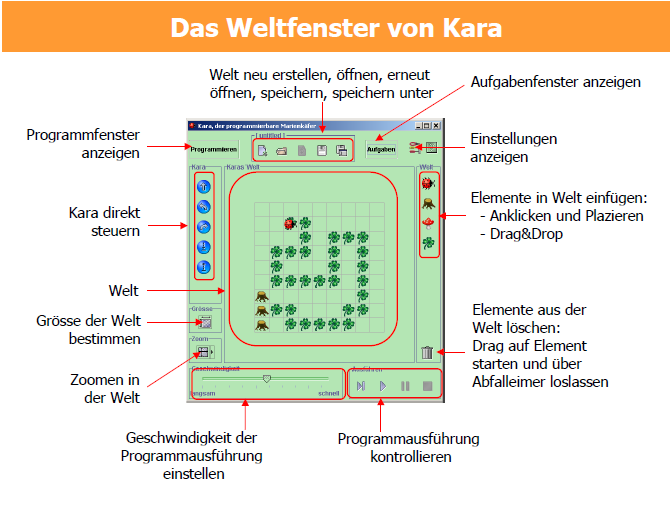 Das Weltfenster von Kara
Welt neu erstellen, öffnen, erneut
öffnen, speichern, speichern unter
Aufgabenfenster anzeigen
Programmfenster
anzeigen
Einstellungen
anzeigen
Kara, der programmierbare Marienkäfer
[ untitled ]
Programmieren
Aufgaben
Kara
Karas Welt
Welt
Kara direkt
steuern
Elemente in Welt einfügen:
- Anklicken und Plazieren
- Drag&Drop
Welt
Grösse der Welt
bestimmen
Grösse
Zoom
Zoomen in
der Welt
Elemente aus der
Welt löschen:
Drag auf Element
starten und über
Abfalleimer loslassen
Geschwindigkeit
langsam
schnell
Ausführen
Geschwindigkeit der
Programmausführung
einstellen
Programmausführung
kontrollieren